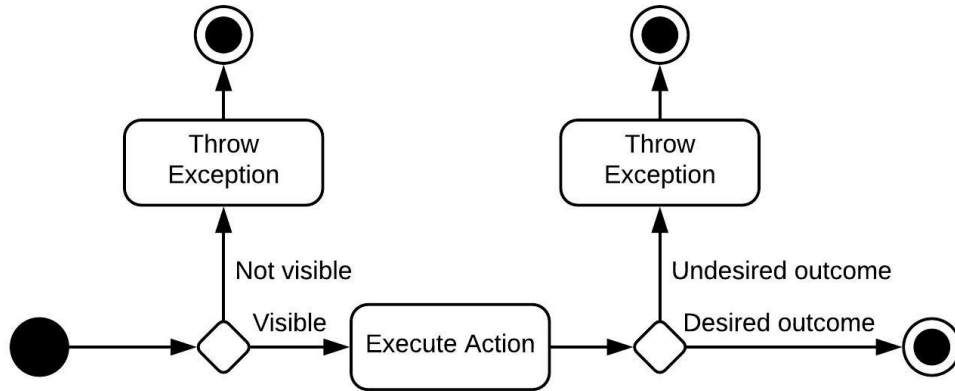 Throw
Exception
Throw
Exception
Not visible
Undesired outcome
Visible
Desired outcome
Execute Action